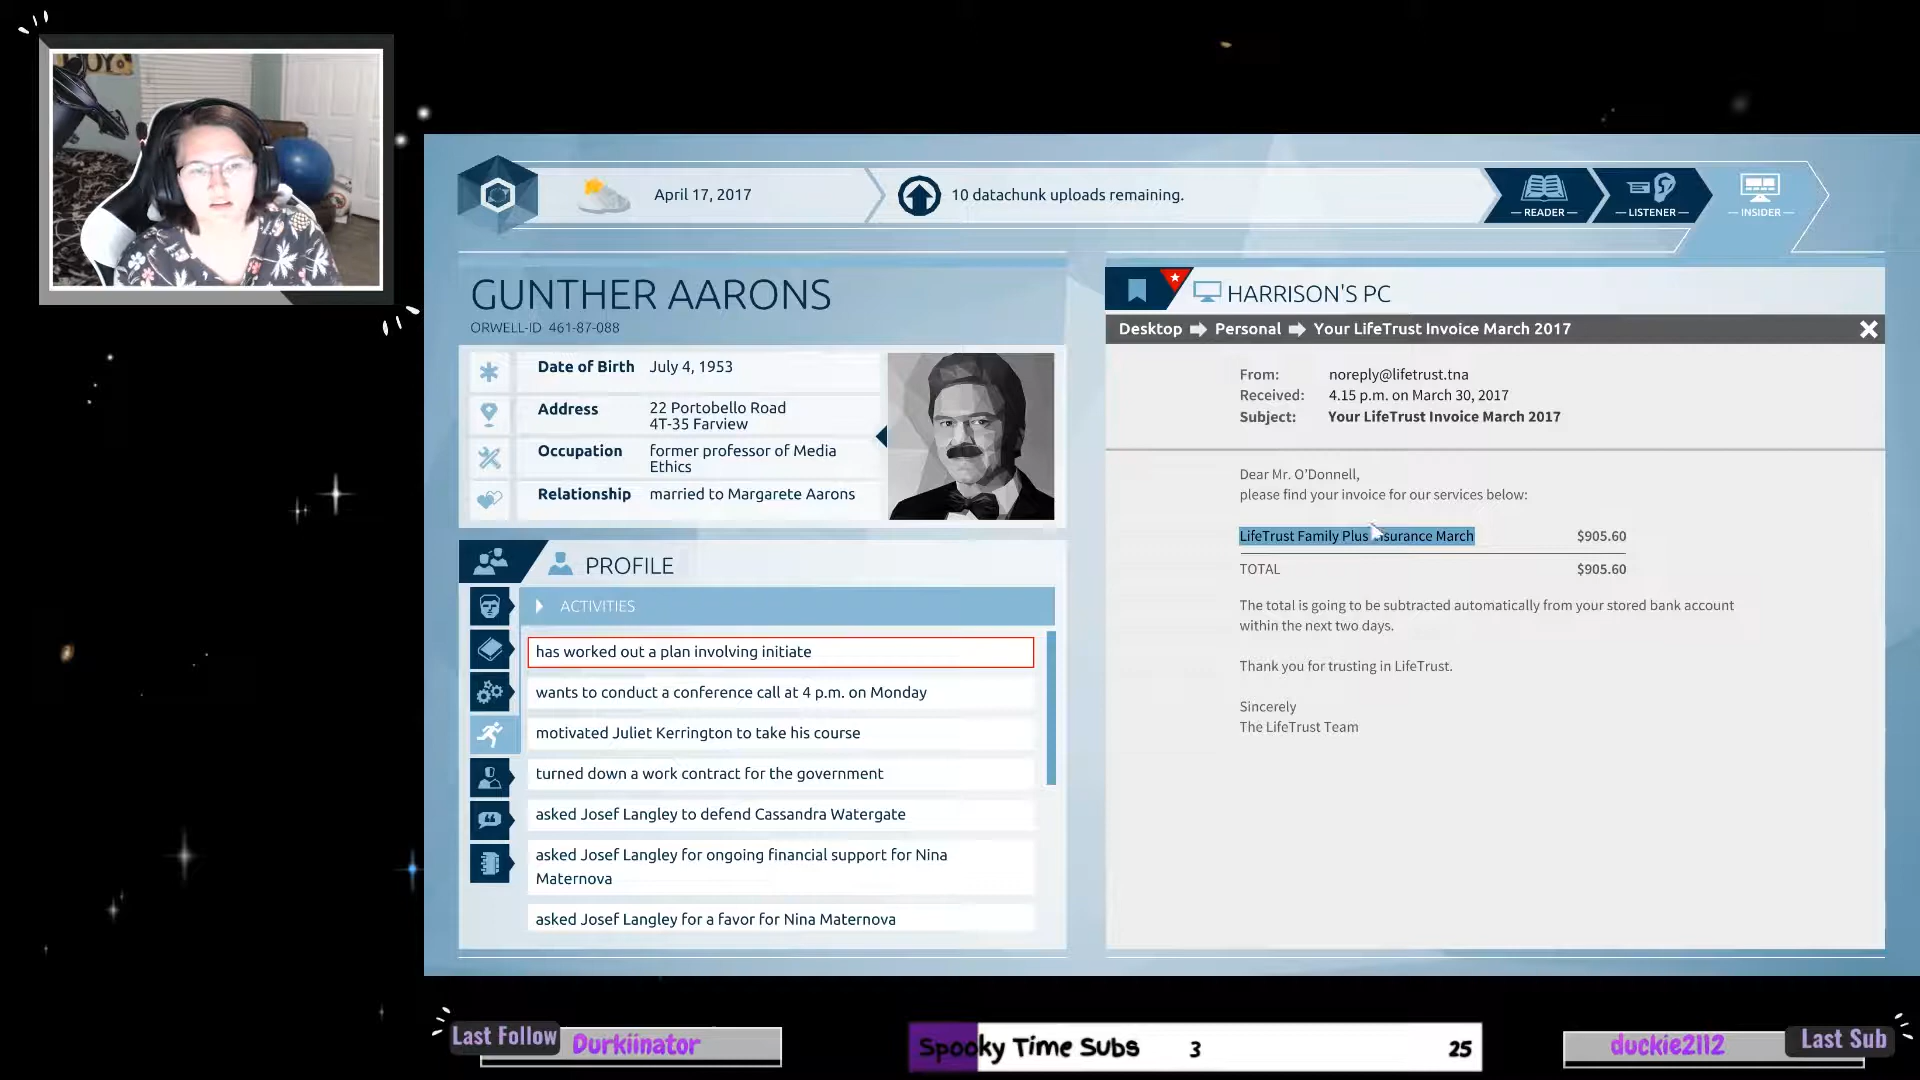 April 17, 2017
10 datachunk uploads remaining.
READER
LISTENER
INSIDER
GUNTHER AARONS
ORWELL-ID 461-87-088
Date of Birth July 4, 1953
Address 22 Portobello Road
4T-35 Farview
Occupation former professor of Media
Ethics
Relationship married to Margarete Aarons
PROFILE
ACTIVITIES
has worked out a plan involving initiate
wants to conduct a conference call at 4 p.m. on Monday
motivated Juliet Kerrington to take his course
turned down a work contract for the government
asked Josef Langley to defend Cassandra Watergate
asked Josef Langley for ongoing financial support for Nina
Maternova
asked Josef Langley for a favor for Nina Maternova
HARRISON'S PC
Desktop Personal Your LifeTrust Invoice March 2017
From: noreply@lifetrust.tna
Received: 4.15 p.m. on March 30, 2017
Subject: Your LifeTrust Invoice March 2017
Dear Mr. O'Donnell,
please find your invoice for our services below:
LifeTrust Family Plus Insurance March $905.60
TOTAL $905.60
The total is going to be subtracted automatically from your stored bank account
within the next two days.
Thank you for trusting in LifeTrust.
Sincerely
The LifeTrust Team
Last Follow Durkiinator
Spooky Time Subs 3 25
duckie2112 Last Sub